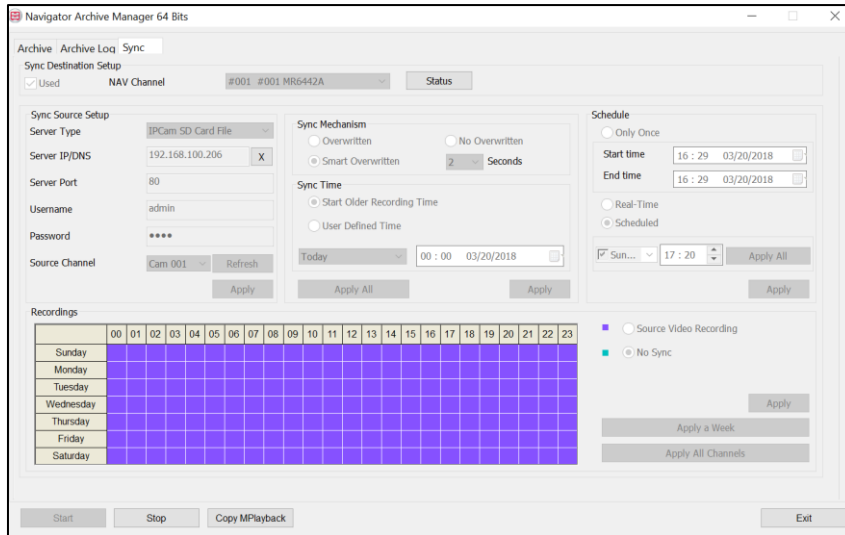 Navigator Archive Manager 64 Bits
Archive Archive Log Sync
Sync Destination Setup
Used NAV Channel #001 #001 MR6442A Status
Sync Source Setup
Server Type IPCam SD Card File
Server IP/DNS 192.168.100.206 X
Server Port 80
Username admin
Password ••••
Source Channel Cam 001 Refresh
Apply
Sync Mechanism
Overwritten No Overwritten
Smart Overwritten 2 Seconds
Sync Time
Start Older Recording Time
User Defined Time
Today 00 : 00 03/20/2018
Apply All Apply
Schedule
Only Once
Start time 16 : 29 03/20/2018
End time 16 : 29 03/20/2018
Real-Time
Scheduled
Sun... 17 : 20 Apply All
Apply
Recordings
00 01 02 03 04 05 06 07 08 09 10 11 12 13 14 15 16 17 18 19 20 21 22 23
Sunday
Monday
Tuesday
Wednesday
Thursday
Friday
Saturday
Source Video Recording
No Sync
Apply
Apply a Week
Apply All Channels
Start Stop Copy MPlayback Exit